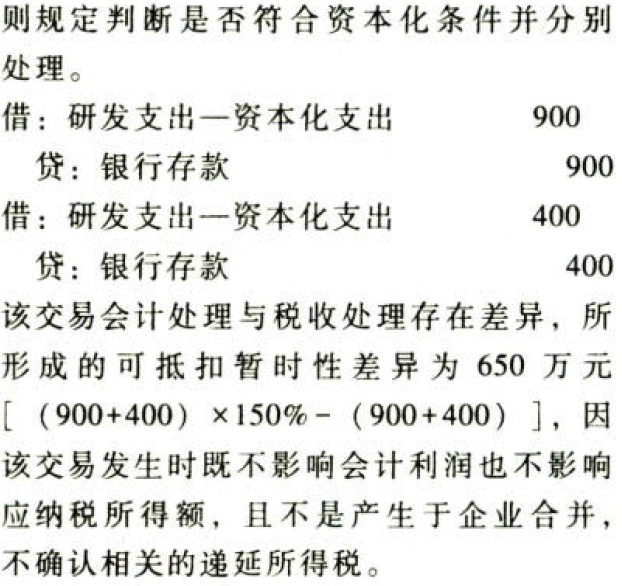 则规定判断是否符合资本化条件并分别
处理。
借：研发支出—资本化支出 900
贷：银行存款 900
借：研发支出—资本化支出 400
贷：银行存款 400
该交易会计处理与税收处理存在差异，所
形成的可抵扣暂时性差异为 650 万元
[（900+400）×150%-（900+400）]，因
该交易发生时既不影响会计利润也不影响
应纳税所得额，且不是产生于企业合并，
不确认相关的递延所得税。